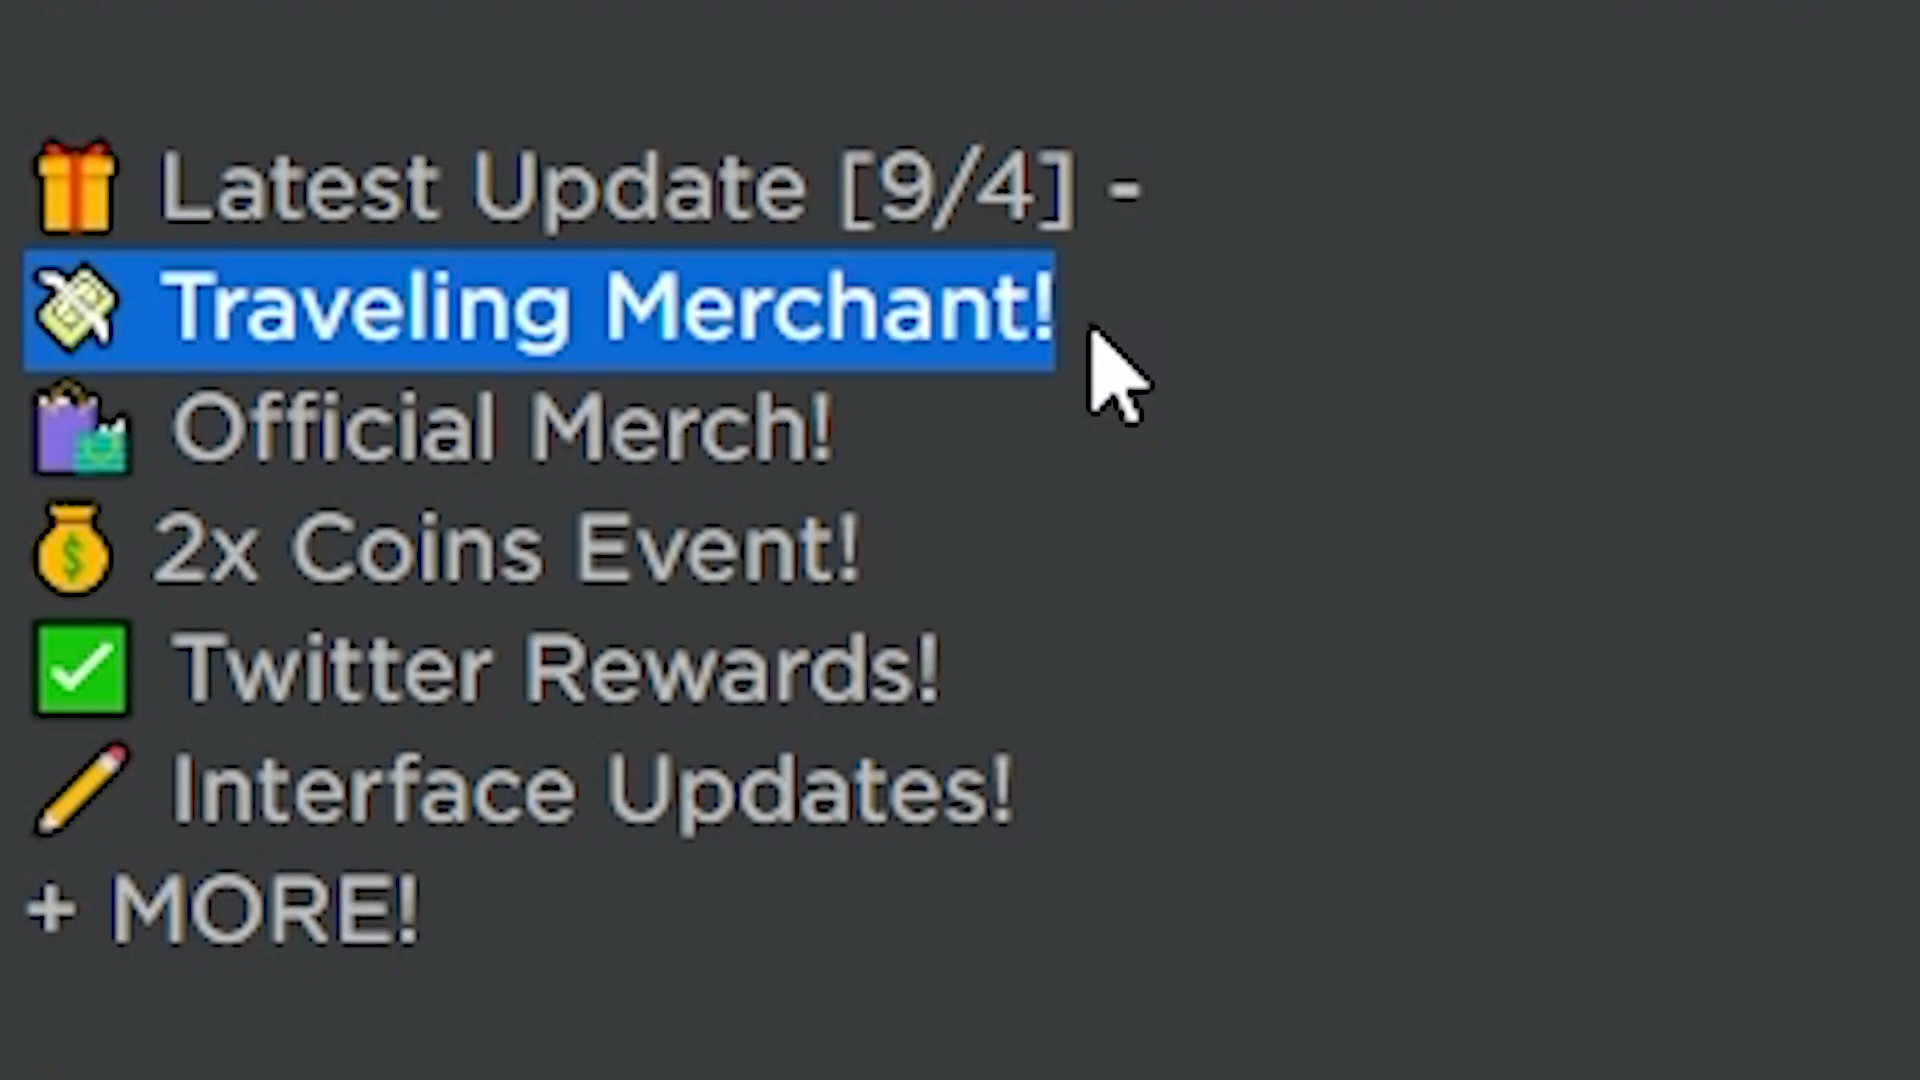 🎁 Latest Update [9/4] -
💸 Traveling Merchant!
🛍️ Official Merch!
💰 2x Coins Event!
✅ Twitter Rewards!
✏️ Interface Updates!
+ MORE!